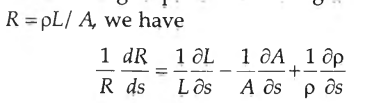 R = ρL/ A, we have
1/R dR/ds = 1/L ∂L/∂s − 1/A ∂A/∂s + 1/ρ ∂ρ/∂s